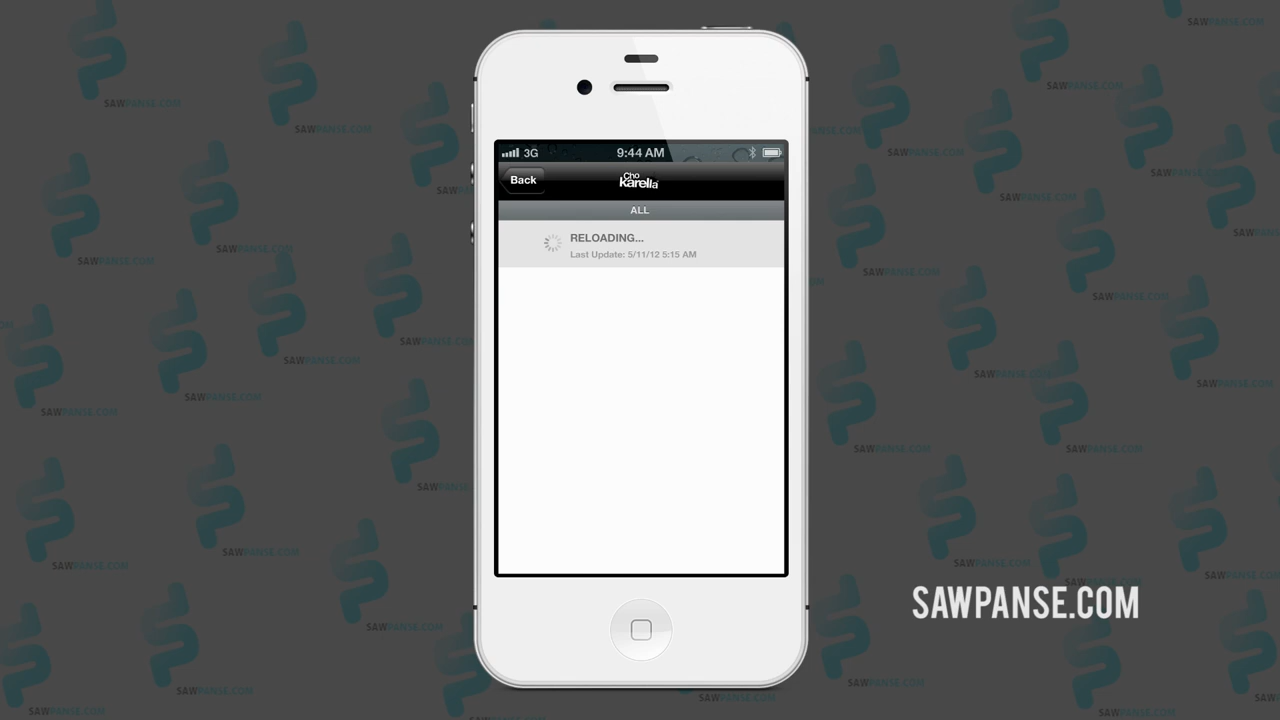 3G 9:44 AM
Back
Cho
karella
ALL
RELOADING...
Last Update: 5/11/12 5:15 AM
SAWPANSE.COM